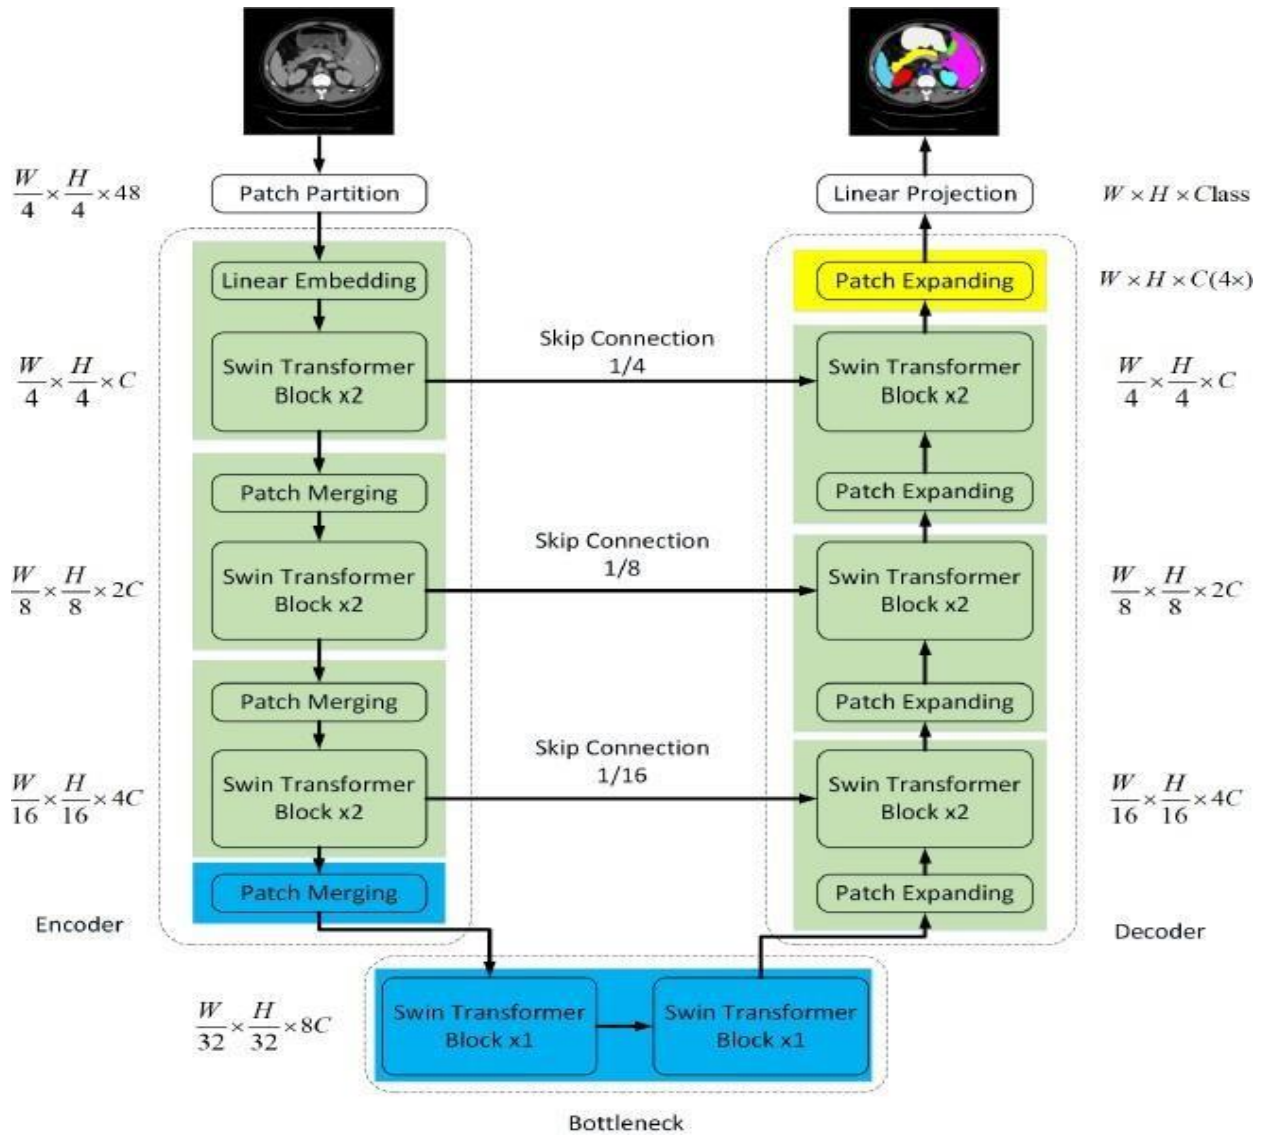 W/4 × H/4 × 48
Patch Partition
Linear Projection
W × H × Class
Linear Embedding
Patch Expanding
W × H × C(4×)
Skip Connection
1/4
W/4 × H/4 × C
Swin Transformer
Block x2
Swin Transformer
Block x2
W/4 × H/4 × C
Patch Merging
Patch Expanding
Skip Connection
1/8
W/8 × H/8 × 2C
Swin Transformer
Block x2
Swin Transformer
Block x2
W/8 × H/8 × 2C
Patch Merging
Patch Expanding
Skip Connection
1/16
W/16 × H/16 × 4C
Swin Transformer
Block x2
Swin Transformer
Block x2
W/16 × H/16 × 4C
Patch Merging
Patch Expanding
Encoder
Decoder
W/32 × H/32 × 8C
Swin Transformer
Block x1
Swin Transformer
Block x1
Bottleneck